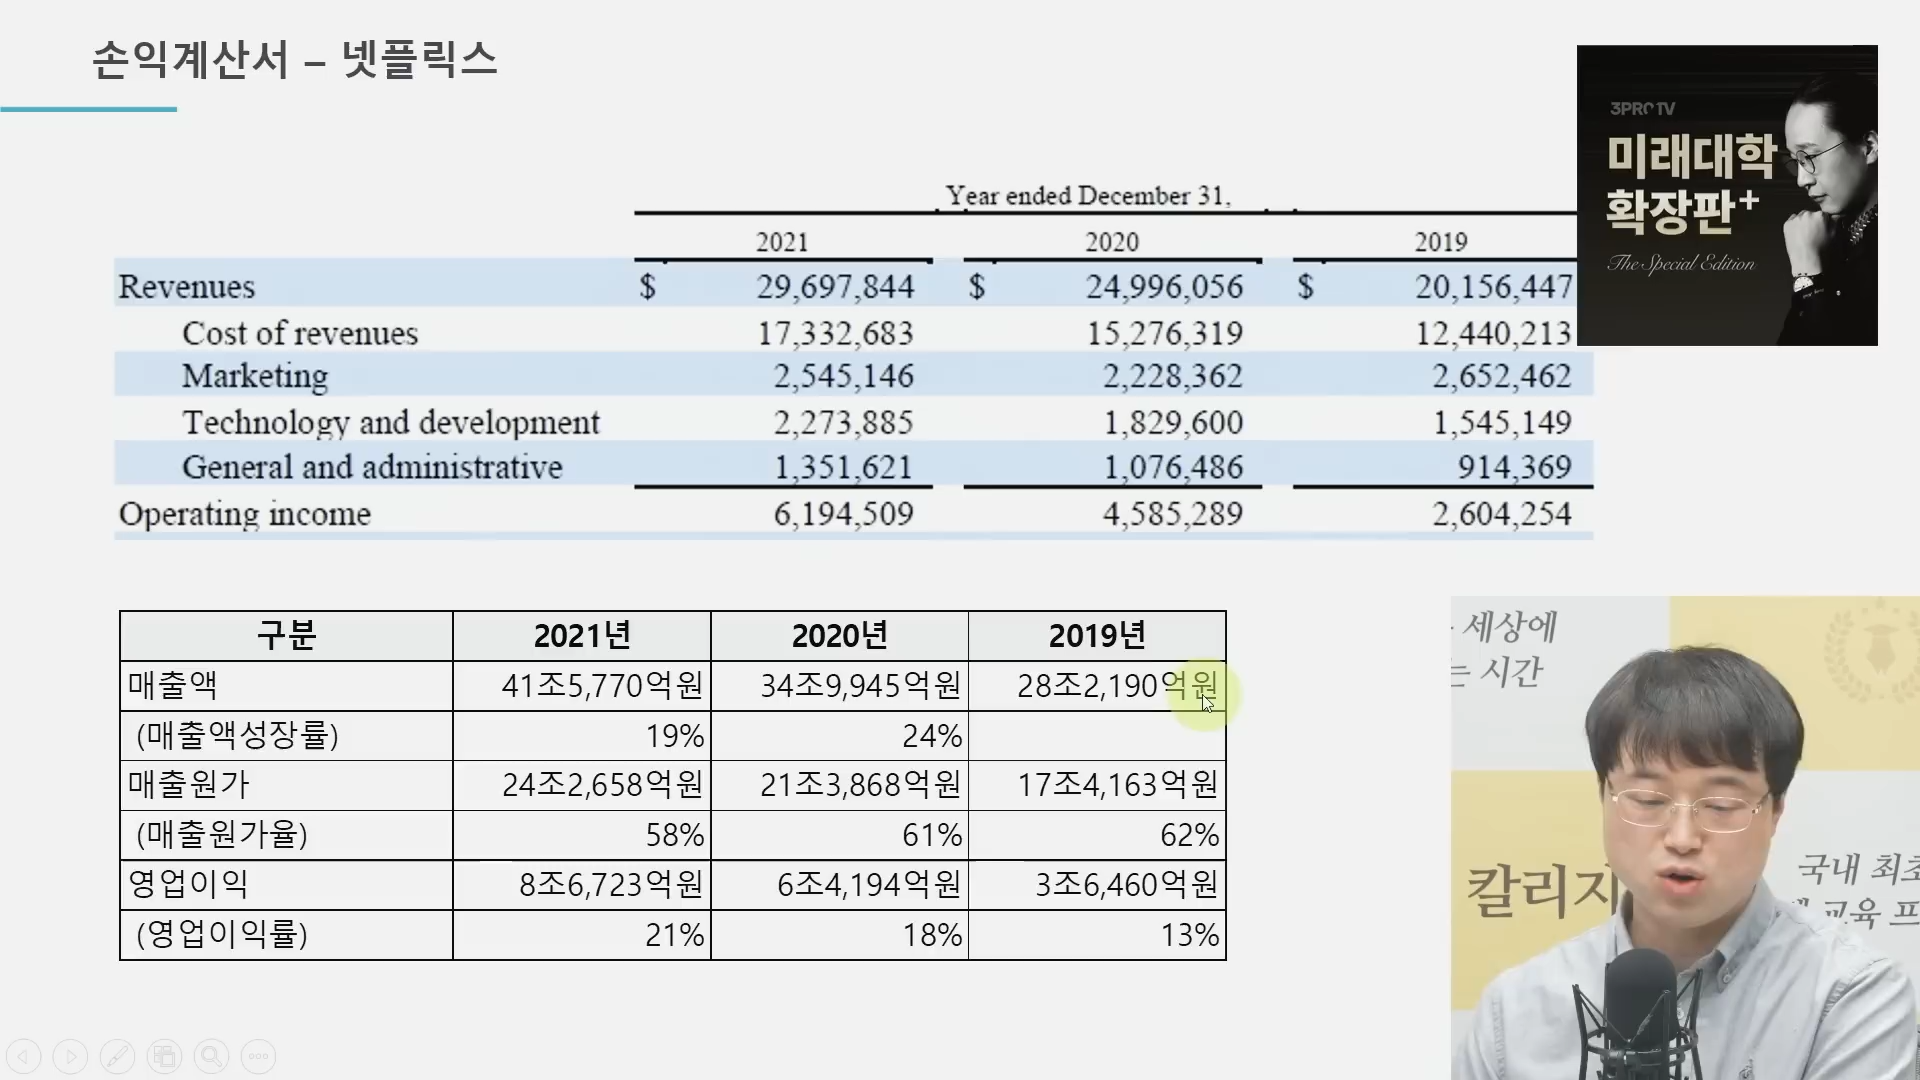 손익계산서 – 넷플릭스
3PRO TV
미래대학
확장판+
The Special Edition
Year ended December 31,
2021 2020 2019
Revenues $ 29,697,844 $ 24,996,056 $ 20,156,447
Cost of revenues 17,332,683 15,276,319 12,440,213
Marketing 2,545,146 2,228,362 2,652,462
Technology and development 2,273,885 1,829,600 1,545,149
General and administrative 1,351,621 1,076,486 914,369
Operating income 6,194,509 4,585,289 2,604,254
구분 2021년 2020년 2019년
매출액 41조5,770억원 34조9,945억원 28조2,190억원
(매출액성장률) 19% 24%
매출원가 24조2,658억원 21조3,868억원 17조4,163억원
(매출원가율) 58% 61% 62%
영업이익 8조6,723억원 6조4,194억원 3조6,460억원
(영업이익률) 21% 18% 13%
세상에
는 시간
칼리지
국내 최초
교육 프